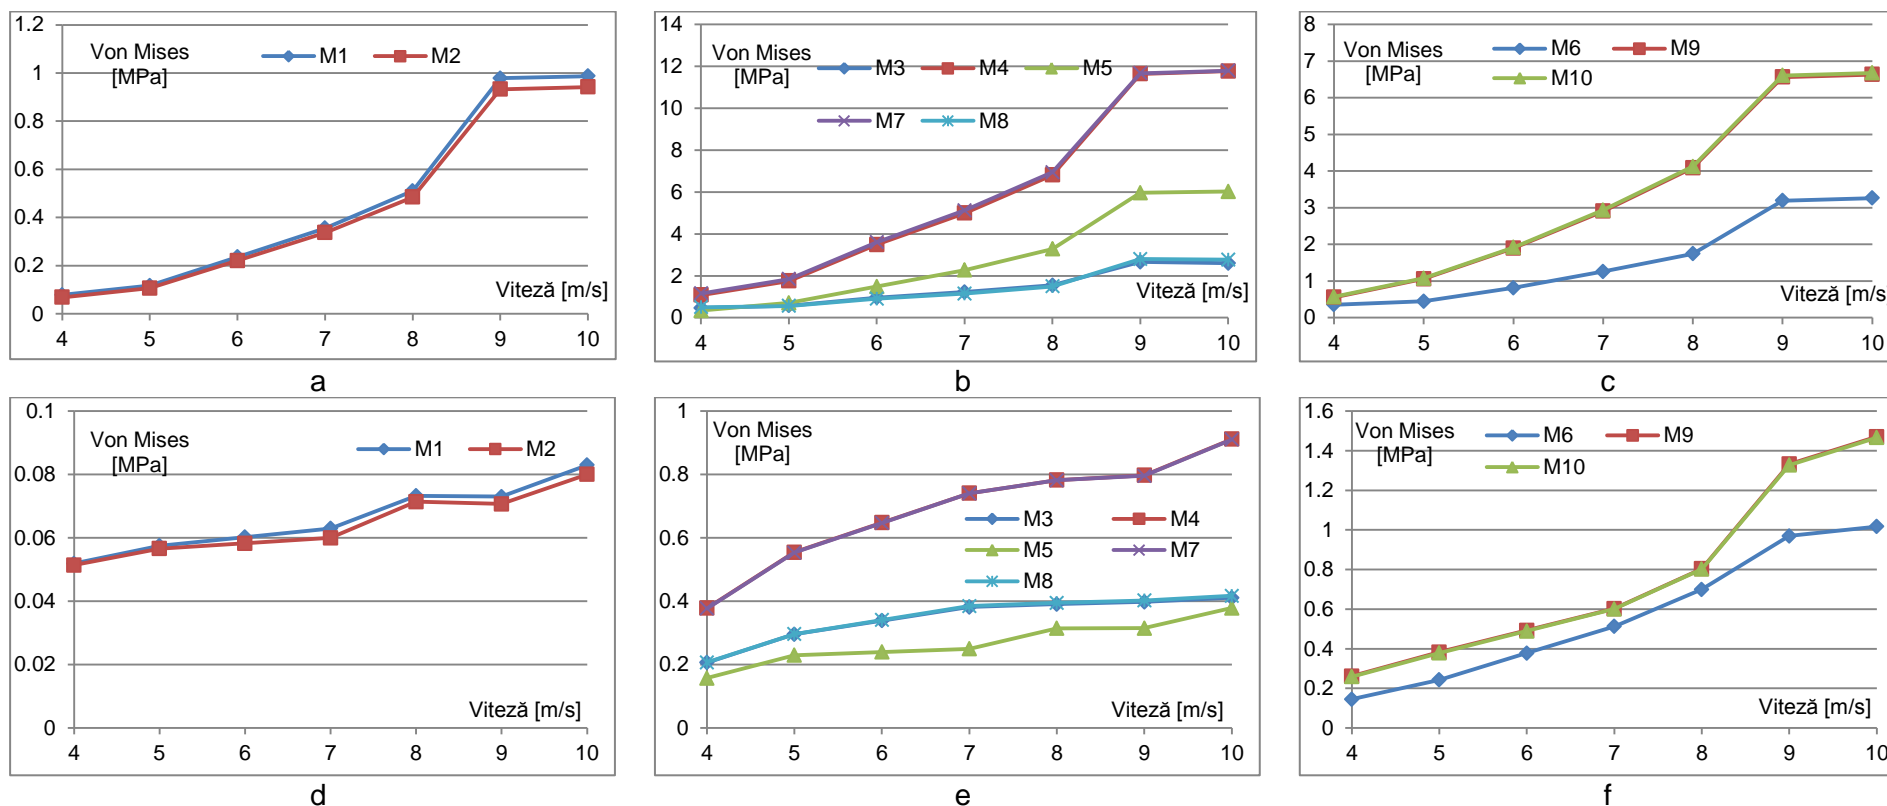 1.2
1
0.8
0.6
0.4
0.2
0
Von Mises
[MPa]
M1 M2
Viteză [m/s]
4 5 6 7 8 9 10
a
14
12
10
8
6
4
2
0
Von Mises
[MPa]
M3 M4 M5
M7 M8
Viteză [m/s]
4 5 6 7 8 9 10
b
8
7
6
5
4
3
2
1
0
Von Mises
[MPa]
M6 M9
M10
Viteză [m/s]
4 5 6 7 8 9 10
c
0.1
0.08
0.06
0.04
0.02
0
Von Mises
[MPa]
M1 M2
Viteză [m/s]
4 5 6 7 8 9 10
d
1
0.8
0.6
0.4
0.2
0
Von Mises
[MPa]
M3 M4
M5 M7
M8
Viteză [m/s]
4 5 6 7 8 9 10
e
1.6
1.4
1.2
1
0.8
0.6
0.4
0.2
0
Von Mises
[MPa]
M6 M9
M10
Viteză [m/s]
4 5 6 7 8 9 10
f